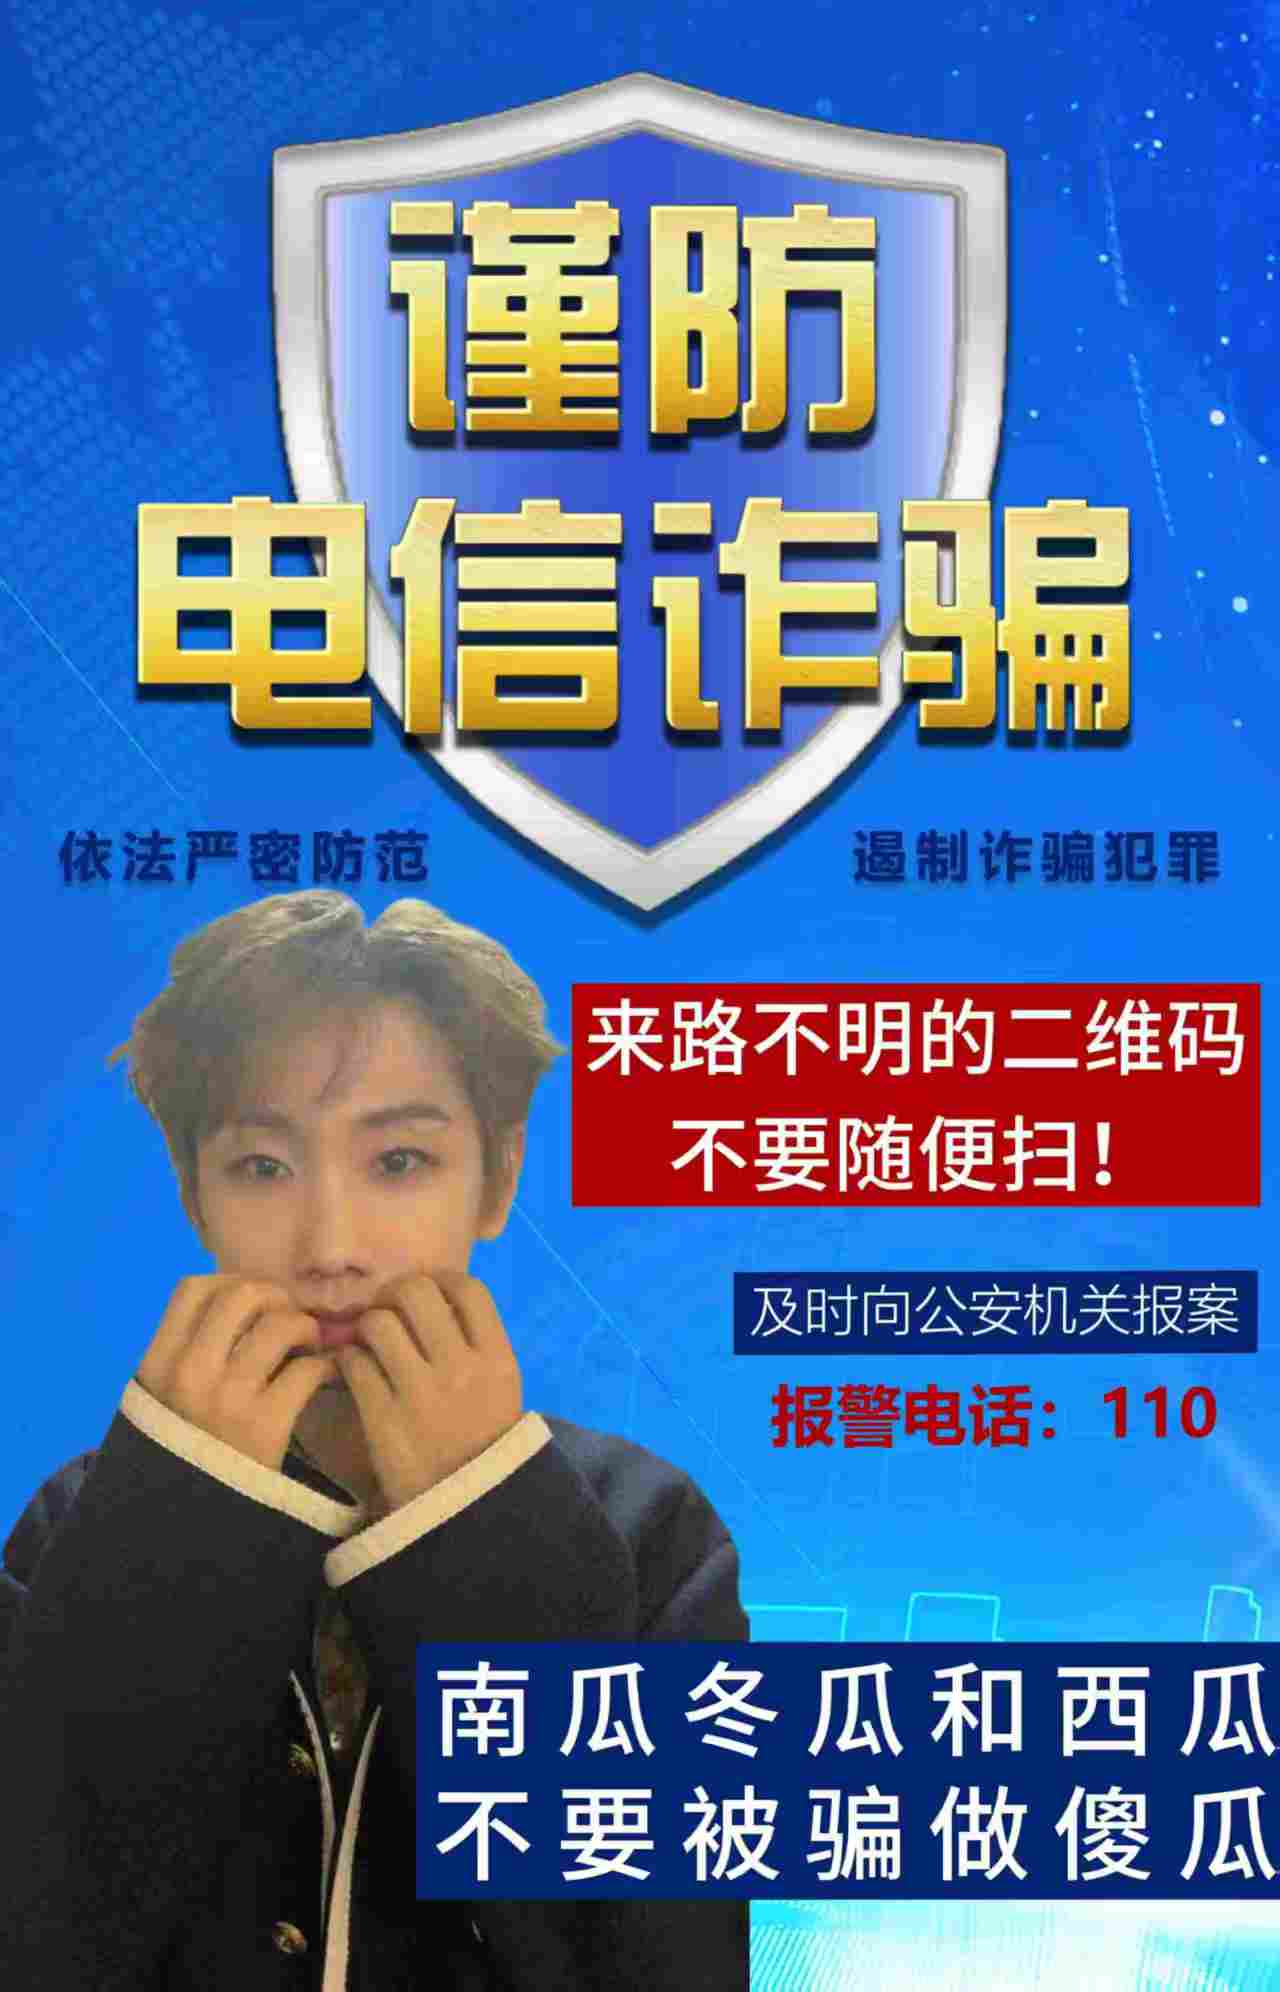 谨防
电信诈骗
依法严密防范
遏制诈骗犯罪
来路不明的二维码
不要随便扫！
及时向公安机关报案
报警电话：110
南瓜冬瓜和西瓜
不要被骗做傻瓜